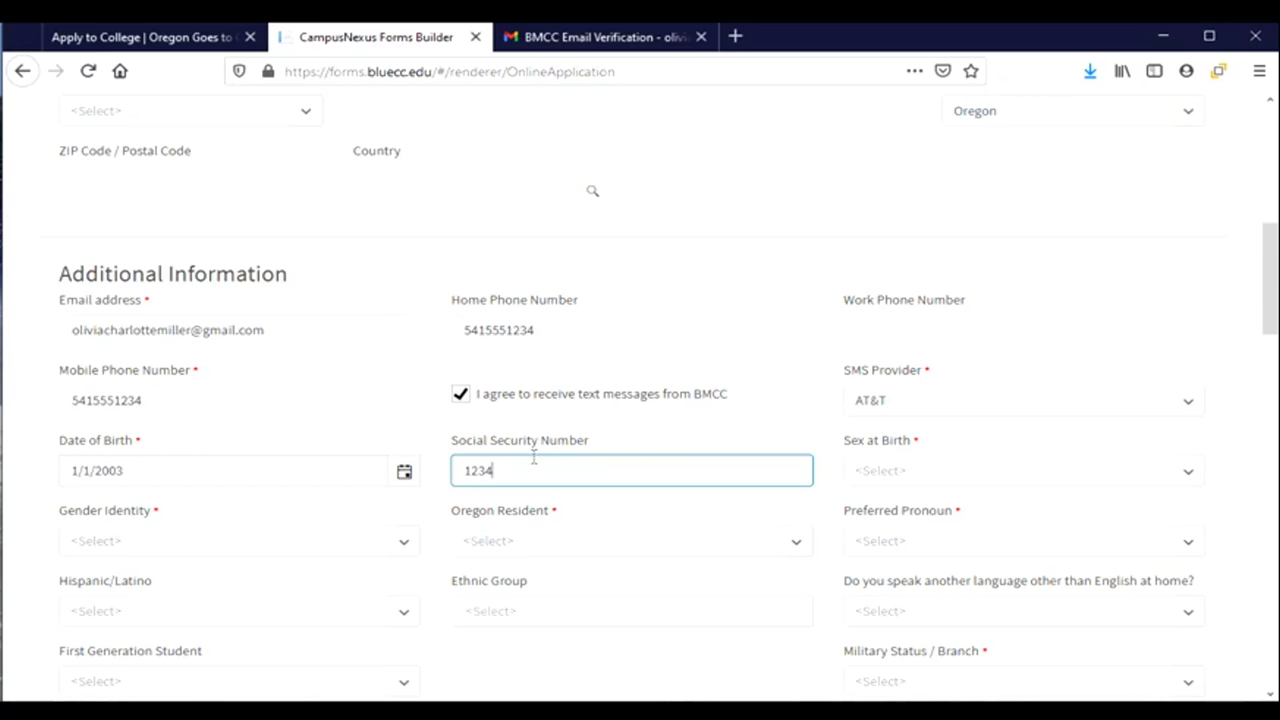 Apply to College | Oregon Goes to
CampusNexus Forms Builder
BMCC Email Verification - olivi
https://forms.bluecc.edu/#/renderer/OnlineApplication
<Select>
Oregon
ZIP Code / Postal Code
Country
Additional Information
Email address *
Home Phone Number
Work Phone Number
oliviacharlottemiller@gmail.com
5415551234
Mobile Phone Number *
I agree to receive text messages from BMCC
SMS Provider *
5415551234
AT&T
Date of Birth *
Social Security Number
Sex at Birth *
1/1/2003
1234
<Select>
Gender Identity *
Oregon Resident *
Preferred Pronoun *
<Select>
<Select>
<Select>
Hispanic/Latino
Ethnic Group
Do you speak another language other than English at home?
<Select>
<Select>
<Select>
First Generation Student
Military Status / Branch *
<Select>
<Select>